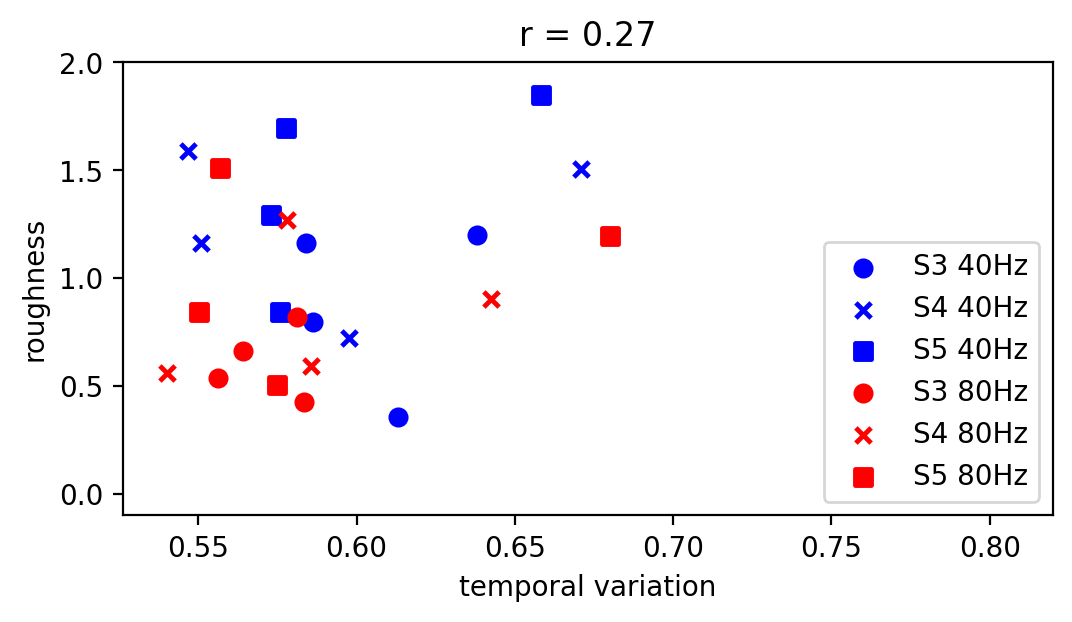 r = 0.27
2.0
1.5
1.0
0.5
0.0
roughness
S3 40Hz
S4 40Hz
S5 40Hz
S3 80Hz
S4 80Hz
S5 80Hz
0.55 0.60 0.65 0.70 0.75 0.80
temporal variation